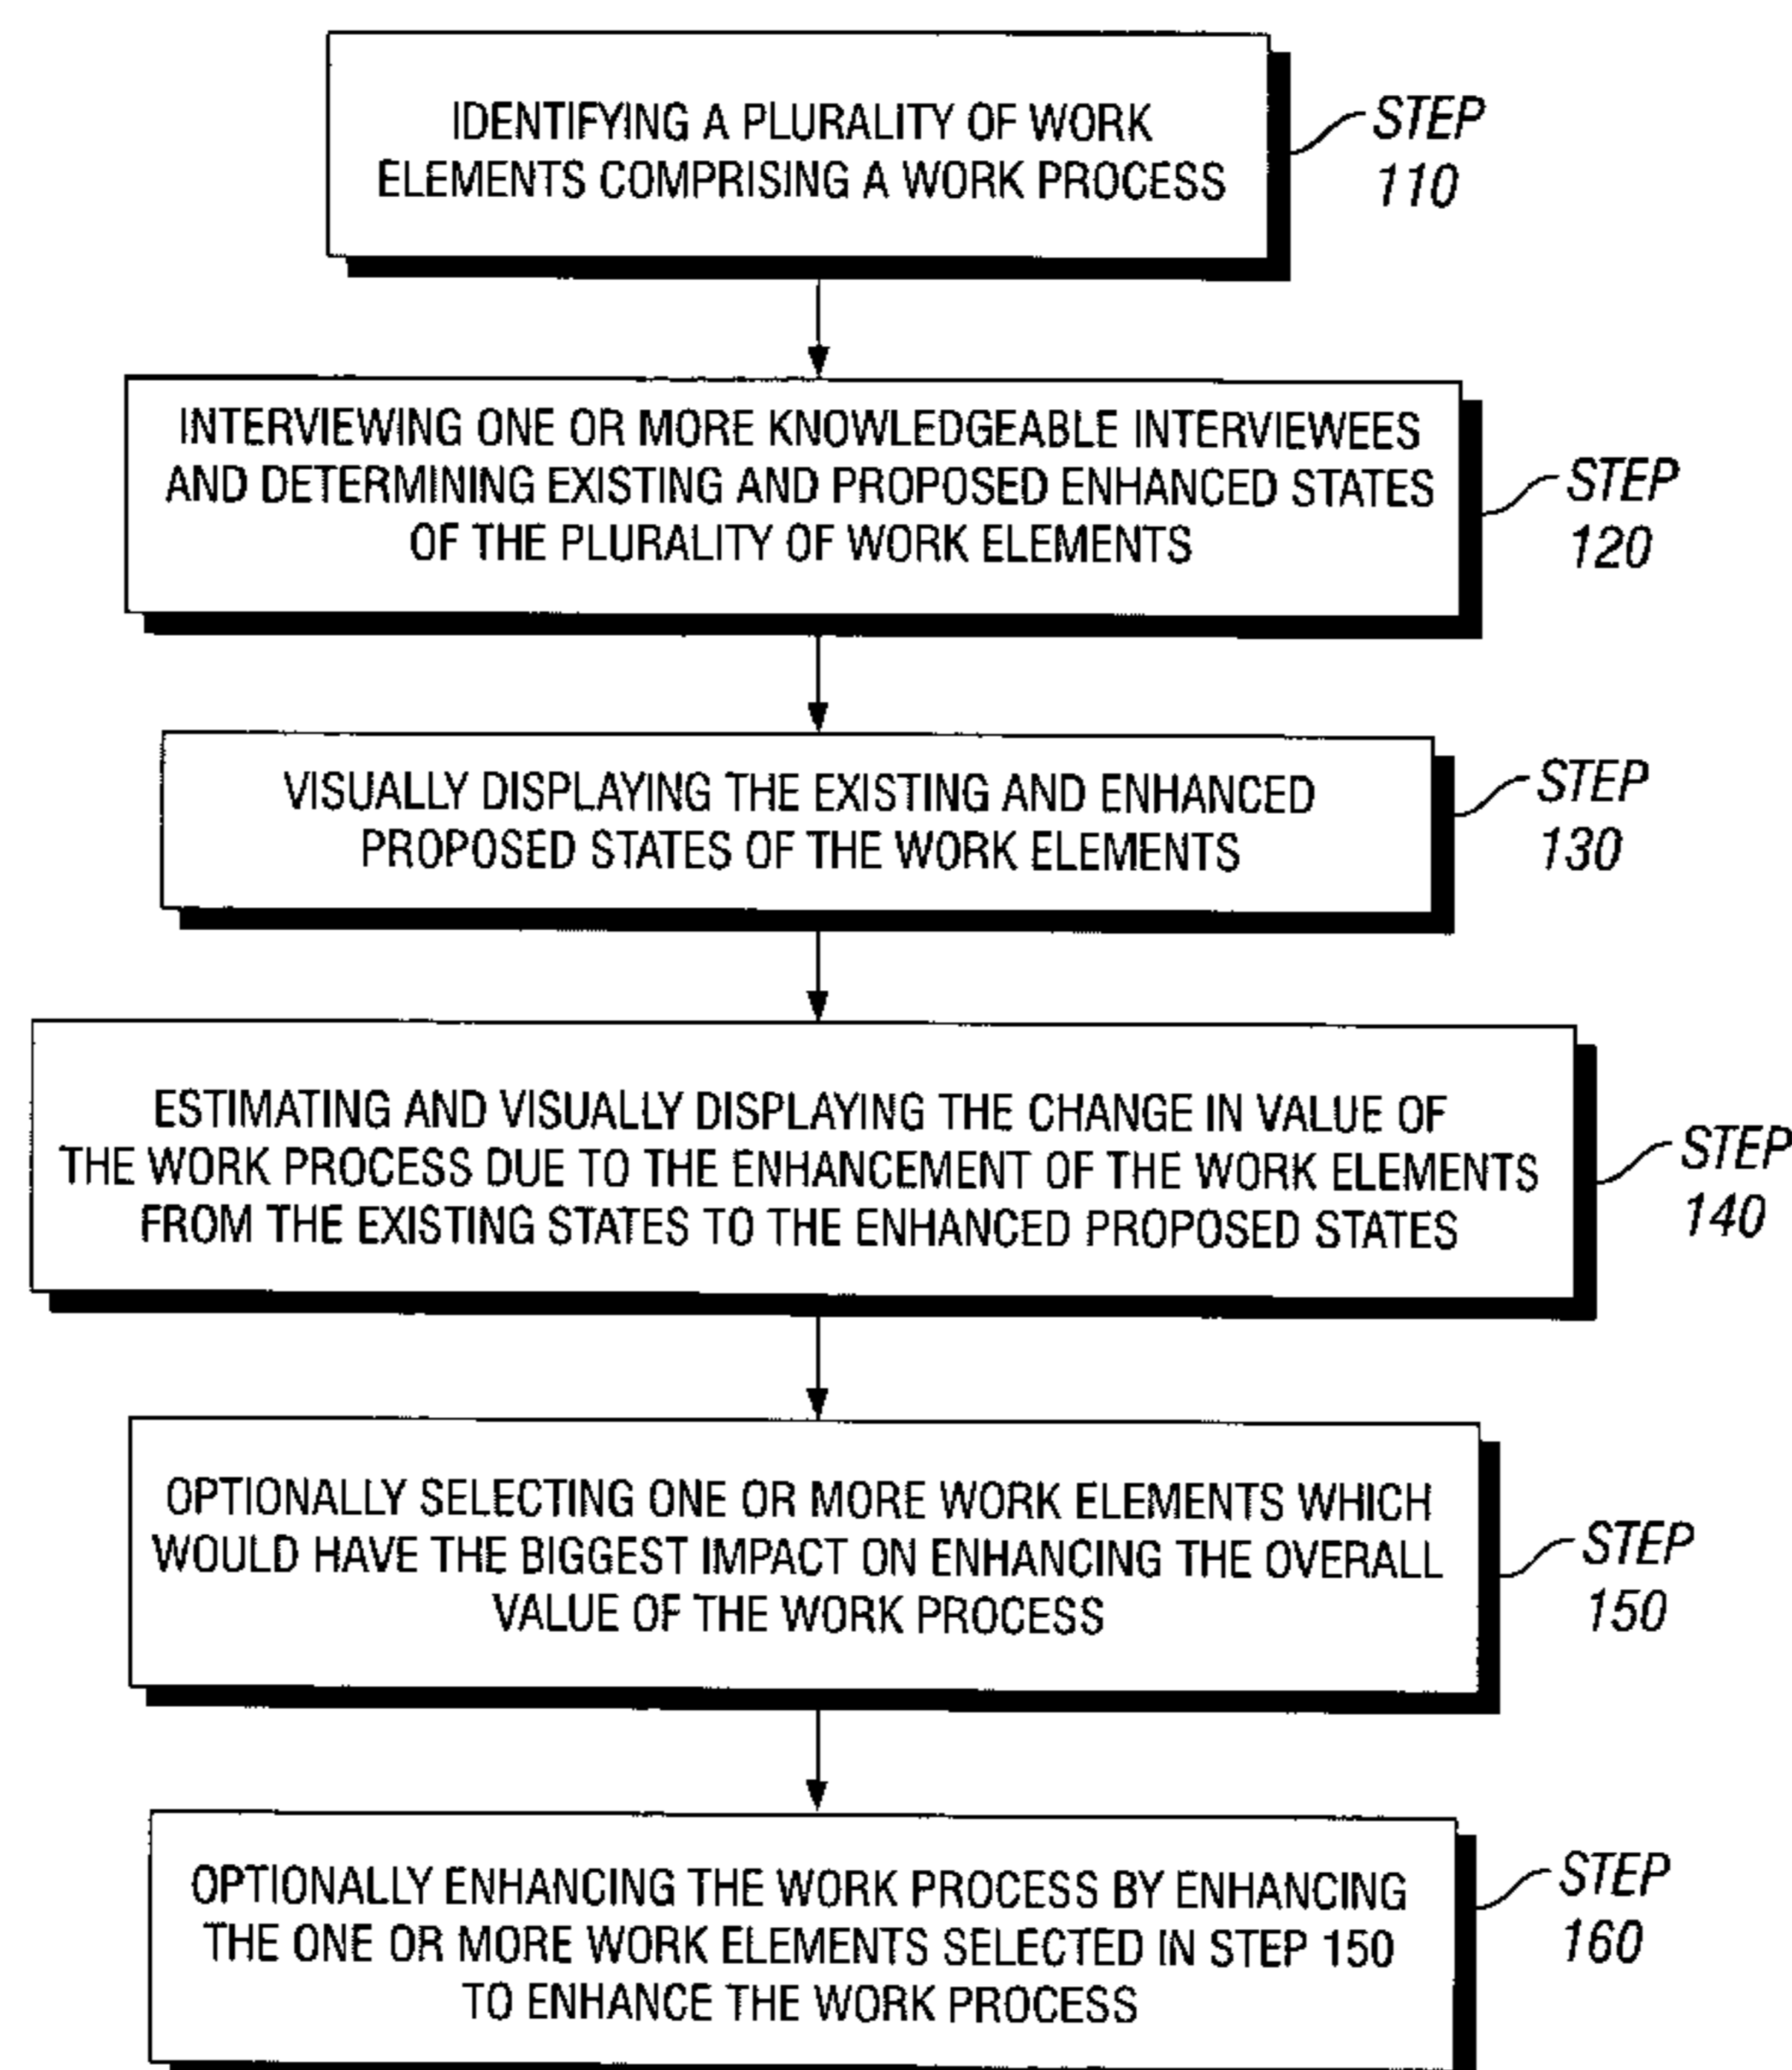 IDENTIFYING A PLURALITY OF WORK
ELEMENTS COMPRISING A WORK PROCESS
STEP
110
INTERVIEWING ONE OR MORE KNOWLEDGEABLE INTERVIEWEES
AND DETERMINING EXISTING AND PROPOSED ENHANCED STATES
OF THE PLURALITY OF WORK ELEMENTS
STEP
120
VISUALLY DISPLAYING THE EXISTING AND ENHANCED
PROPOSED STATES OF THE WORK ELEMENTS
STEP
130
ESTIMATING AND VISUALLY DISPLAYING THE CHANGE IN VALUE OF
THE WORK PROCESS DUE TO THE ENHANCEMENT OF THE WORK ELEMENTS
FROM THE EXISTING STATES TO THE ENHANCED PROPOSED STATES
STEP
140
OPTIONALLY SELECTING ONE OR MORE WORK ELEMENTS WHICH
WOULD HAVE THE BIGGEST IMPACT ON ENHANCING THE OVERALL
VALUE OF THE WORK PROCESS
STEP
150
OPTIONALLY ENHANCING THE WORK PROCESS BY ENHANCING
THE ONE OR MORE WORK ELEMENTS SELECTED IN STEP 150
TO ENHANCE THE WORK PROCESS
STEP
160